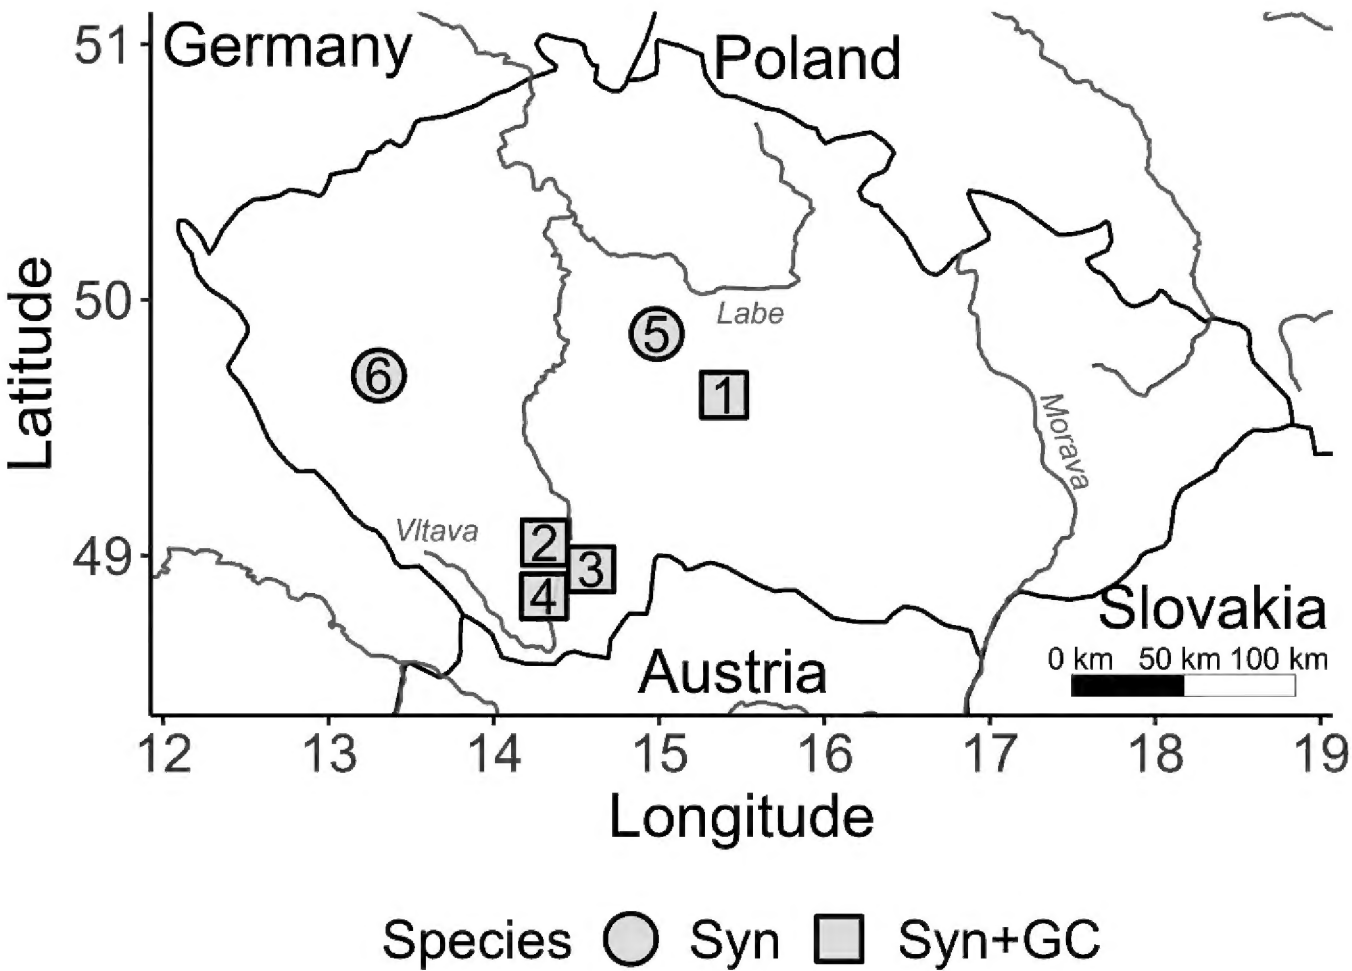 Germany
Poland
51
50
49
Latitude
Labe
5
6
1
Morava
Vltava
2
3
4
Slovakia
Austria
0 km 50 km 100 km
12 13 14 15 16 17 18 19
Longitude
Species Syn Syn+GC